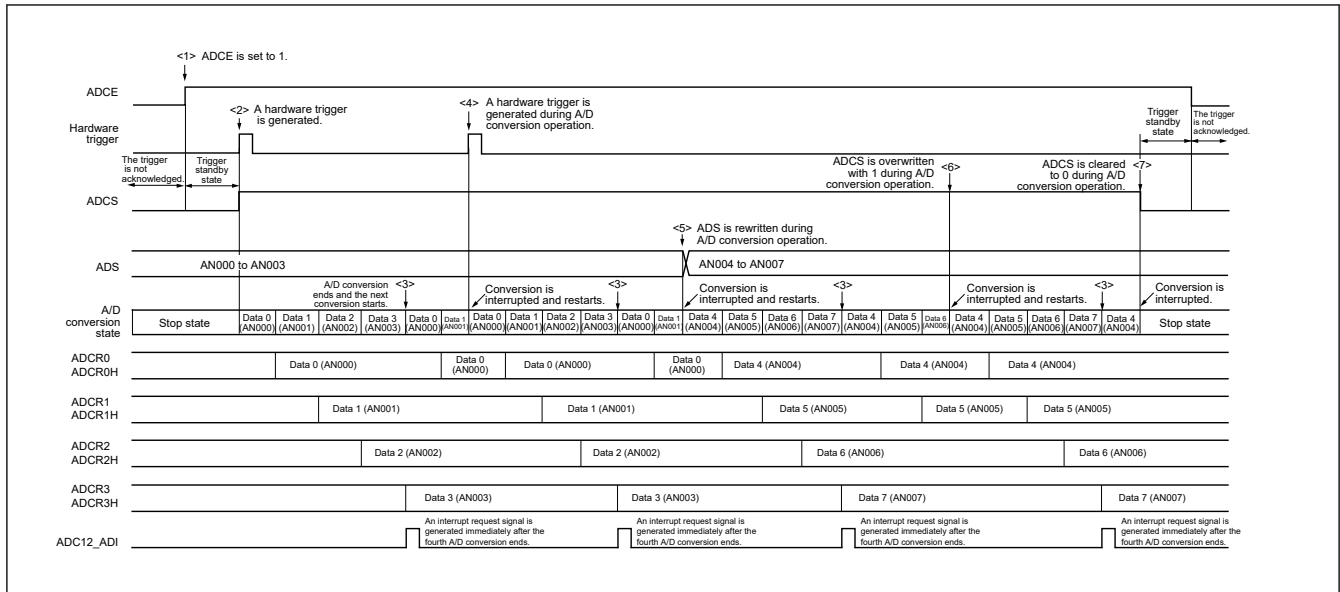 <1> ADCE is set to 1.
ADCE
<2> A hardware trigger
is generated.
<4> A hardware trigger is
generated during A/D
conversion operation.
Trigger
standby
state
The trigger
is not
acknowledged.
Hardware
trigger
The trigger
is not
acknowledged.
Trigger
standby
state
ADCS is overwritten
with 1 during A/D
conversion operation.
<6>
ADCS is cleared
to 0 during A/D
conversion operation.
<7>
ADCS
<5> ADS is rewritten during
A/D conversion operation.
ADS
AN000 to AN003
AN004 to AN007
A/D conversion
ends and the next
conversion starts.
<3>
Conversion is
interrupted and restarts.
<3>
Conversion is
interrupted and restarts.
<3>
Conversion is
interrupted and restarts.
<3>
Conversion is
interrupted.
A/D
conversion
state
Stop state
Data 0 (AN000)
Data 1 (AN001)
Data 2 (AN002)
Data 3 (AN003)
Data 0 (AN000)
Data 1 (AN001)
Data 0 (AN000)
Data 1 (AN001)
Data 2 (AN002)
Data 3 (AN003)
Data 0 (AN000)
Data 1 (AN001)
Data 4 (AN004)
Data 5 (AN005)
Data 6 (AN006)
Data 7 (AN007)
Data 4 (AN004)
Data 5 (AN005)
Data 6 (AN006)
Data 4 (AN004)
Data 5 (AN005)
Data 6 (AN006)
Data 7 (AN007)
Data 4 (AN004)
Stop state
ADCR0
ADCR0H
Data 0 (AN000)
Data 0
(AN000)
Data 0 (AN000)
Data 0
(AN000)
Data 4 (AN004)
Data 4 (AN004)
Data 4 (AN004)
ADCR1
ADCR1H
Data 1 (AN001)
Data 1 (AN001)
Data 5 (AN005)
Data 5 (AN005)
Data 5 (AN005)
ADCR2
ADCR2H
Data 2 (AN002)
Data 2 (AN002)
Data 6 (AN006)
Data 6 (AN006)
ADCR3
ADCR3H
Data 3 (AN003)
Data 3 (AN003)
Data 7 (AN007)
Data 7 (AN007)
ADC12_ADI
An interrupt request signal is
generated immediately after the
fourth A/D conversion ends.
An interrupt request signal is
generated immediately after the
fourth A/D conversion ends.
An interrupt request signal is
generated immediately after the
fourth A/D conversion ends.
An interrupt request signal is
generated immediately after the
fourth A/D conversion ends.